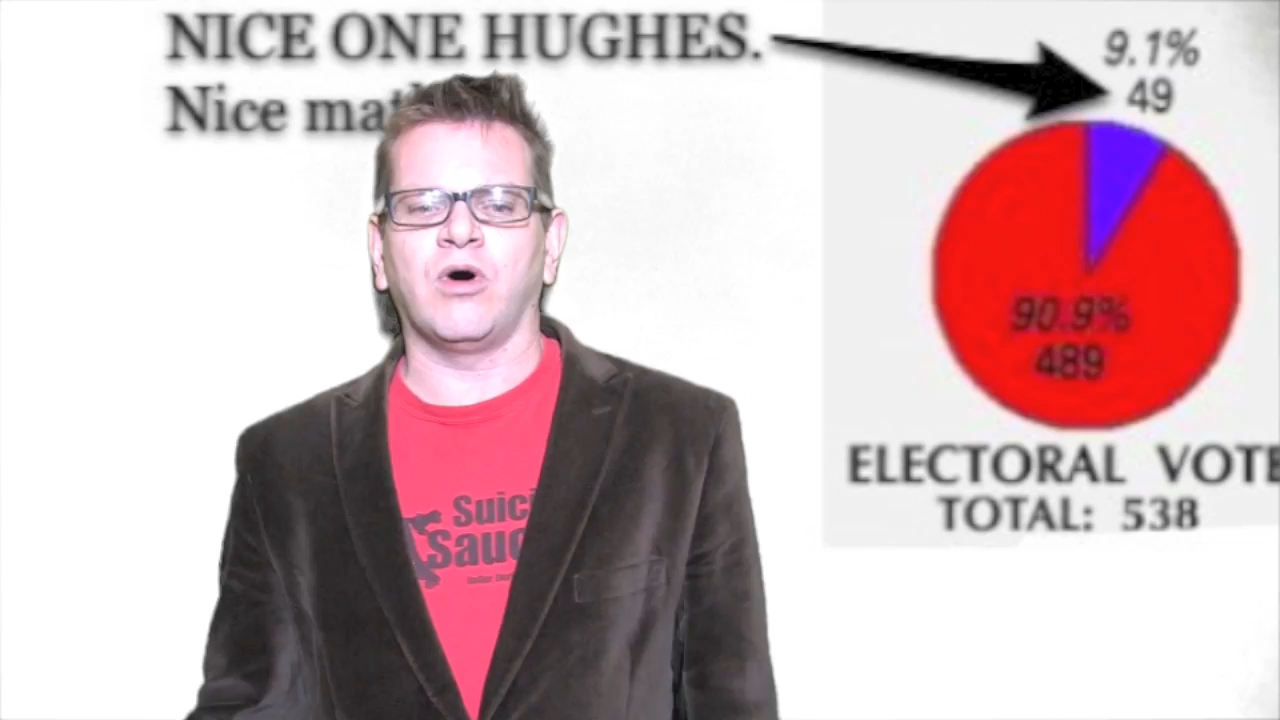 NICE ONE HUGHES.
Nice mat
9.1%
49
90.9%
489
ELECTORAL VOTE
TOTAL: 538
Suici
Sauc